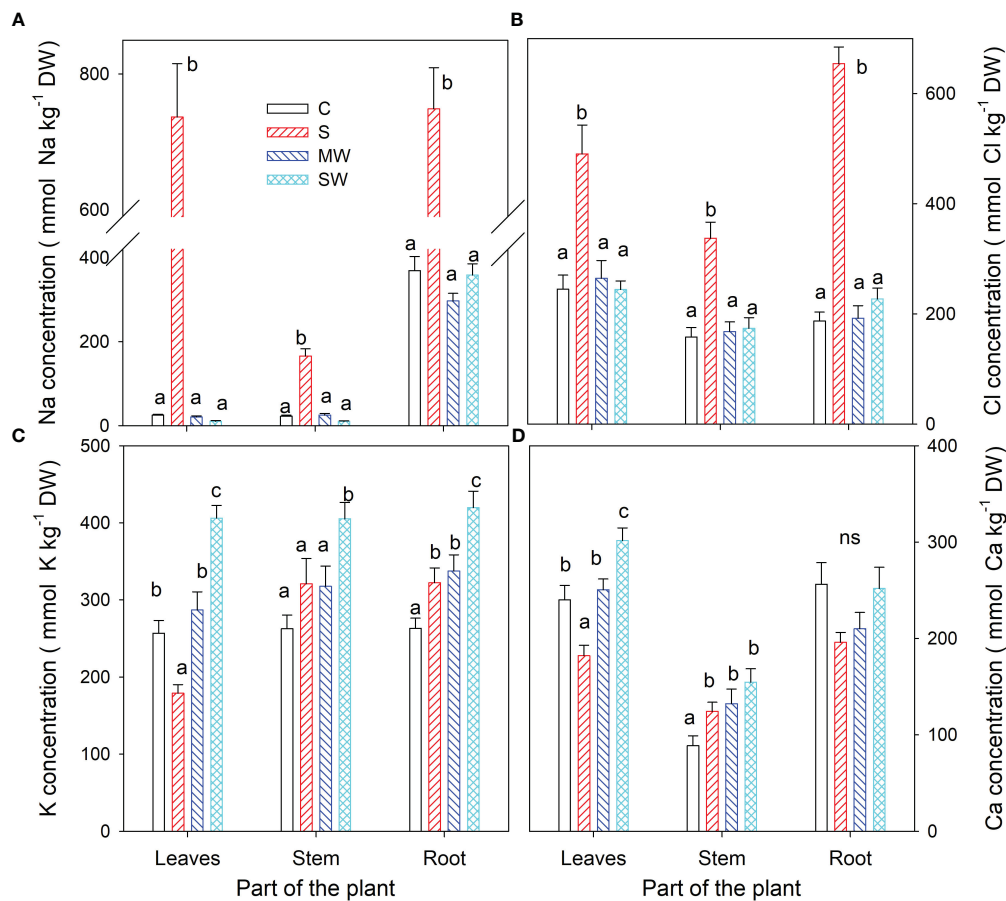 A
Na concentration ( mmol Na kg⁻¹ DW)
800
600
400
200
0
b
b
C
S
MW
SW
a
a
a
a
b
a
a
a
a
a
B
Cl concentration ( mmol Cl kg⁻¹ DW)
600
400
200
0
b
b
b
a
a
a
a
a
a
a
a
a
C
K concentration ( mmol K kg⁻¹ DW)
500
400
300
200
100
0
b
a
b
c
a
a
a
b
a
b
b
c
Leaves
Stem
Root
Part of the plant
D
Ca concentration ( mmol Ca kg⁻¹ DW)
400
300
200
100
0
b
a
b
c
a
b
b
b
ns
Leaves
Stem
Root
Part of the plant